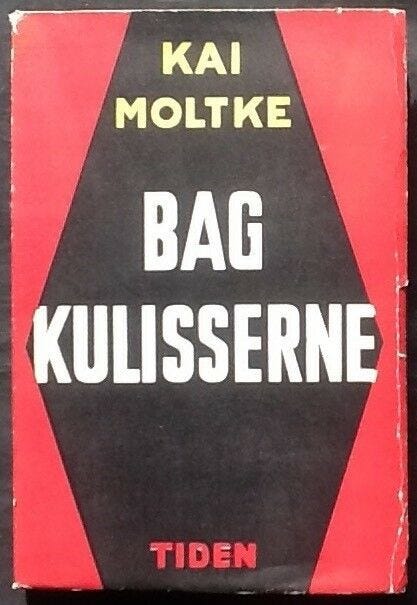 KAI
MOLTKE
BAG
KULISSERNE
TIDEN